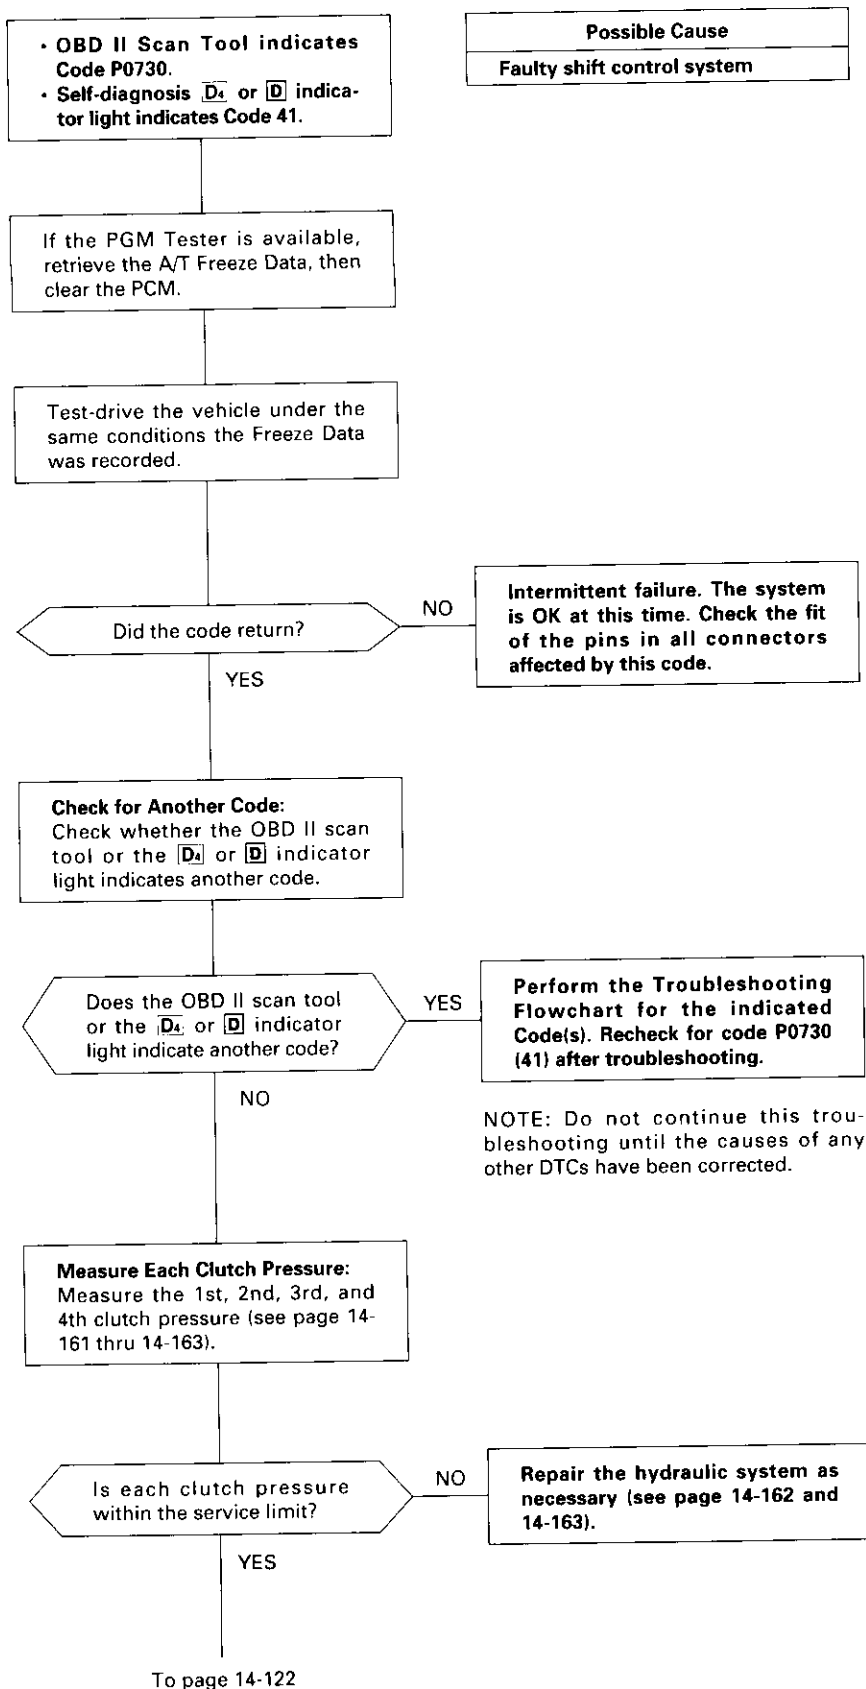 • OBD II Scan Tool indicates
Code P0730.
• Self-diagnosis D4 or D indica-
tor light indicates Code 41.
Possible Cause
Faulty shift control system
If the PGM Tester is available,
retrieve the A/T Freeze Data, then
clear the PCM.
Test-drive the vehicle under the
same conditions the Freeze Data
was recorded.
Did the code return?
NO
Intermittent failure. The system
is OK at this time. Check the fit
of the pins in all connectors
affected by this code.
YES
Check for Another Code:
Check whether the OBD II scan
tool or the D4 or D indicator
light indicates another code.
Does the OBD II scan tool
or the D4 or D indicator
light indicate another code?
YES
Perform the Troubleshooting
Flowchart for the indicated
Code(s). Recheck for code P0730
(41) after troubleshooting.
NO
NOTE: Do not continue this trou-
bleshooting until the causes of any
other DTCs have been corrected.
Measure Each Clutch Pressure:
Measure the 1st, 2nd, 3rd, and
4th clutch pressure (see page 14-
161 thru 14-163).
Is each clutch pressure
within the service limit?
NO
Repair the hydraulic system as
necessary (see page 14-162 and
14-163).
YES
To page 14-122